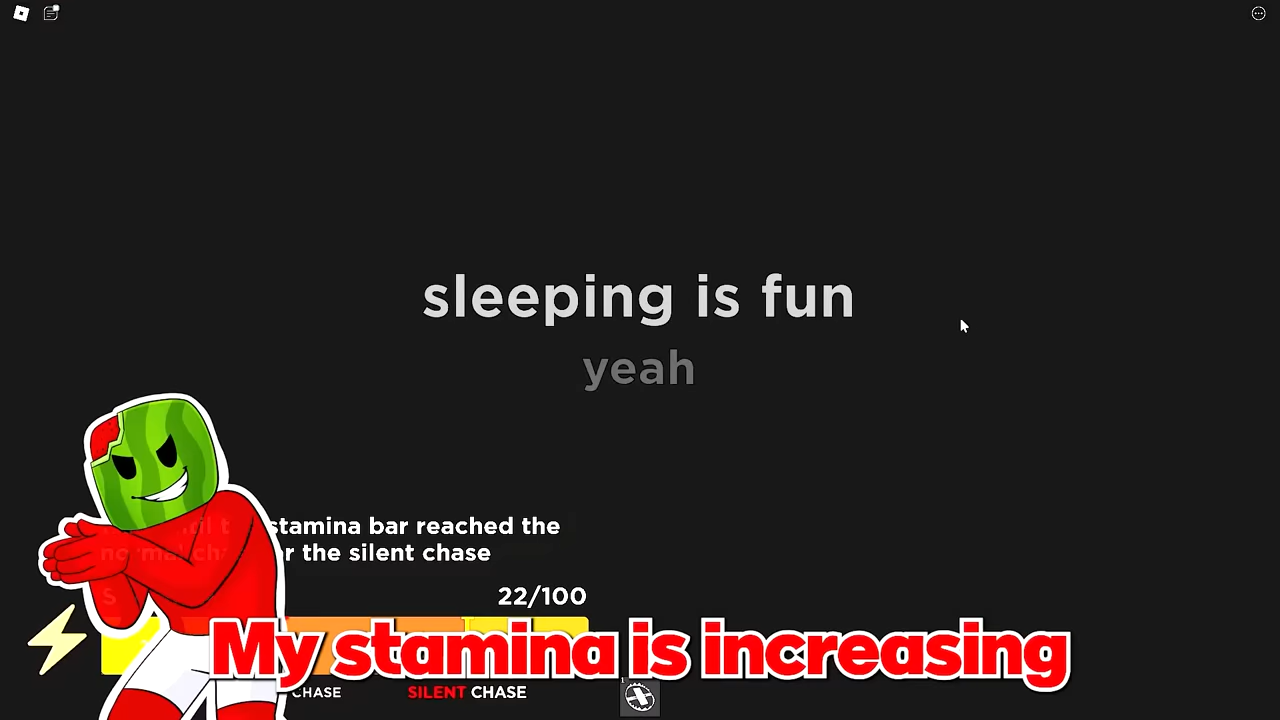 sleeping is fun
yeah
stamina bar reached the
the silent chase
22/100
My stamina is increasing
CHASE
SILENT CHASE
1